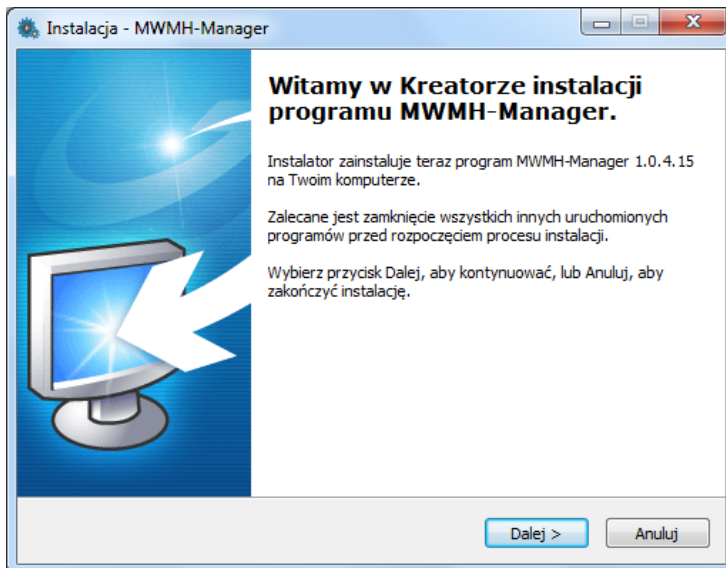 Instalacja - MWMH-Manager
Witamy w Kreatorze instalacji
programu MWMH-Manager.
Instalator zainstaluje teraz program MWMH-Manager 1.0.4.15
na Twoim komputerze.
Zalecane jest zamknięcie wszystkich innych uruchomionych
programów przed rozpoczęciem procesu instalacji.
Wybierz przycisk Dalej, aby kontynuować, lub Anuluj, aby
zakończyć instalację.
Dalej >
Anuluj